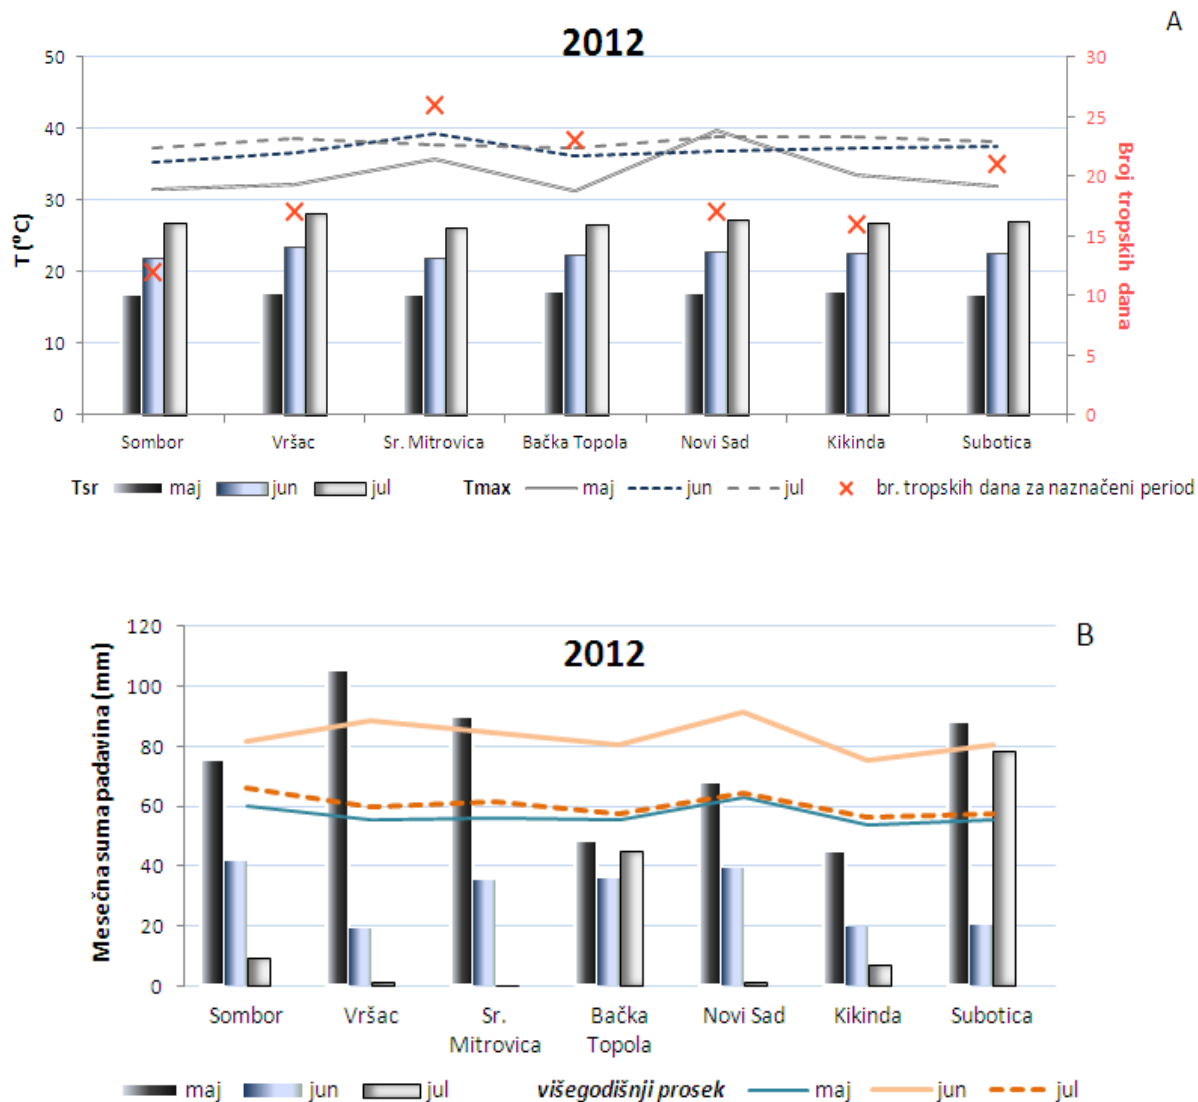 A
2012
50
40
30
20
10
0
T (°C)
30
25
20
15
10
5
0
Broj tropskih dana
Sombor Vršac Sr. Mitrovica Bačka Topola Novi Sad Kikinda Subotica
Tsr maj jun jul Tmax maj jun jul br. tropskih dana za naznačeni period
B
2012
120
100
80
60
40
20
0
Mesečna suma padavina (mm)
Sombor Vršac Sr. Mitrovica Bačka Topola Novi Sad Kikinda Subotica
maj jun jul višegodišnji prosek maj jun jul